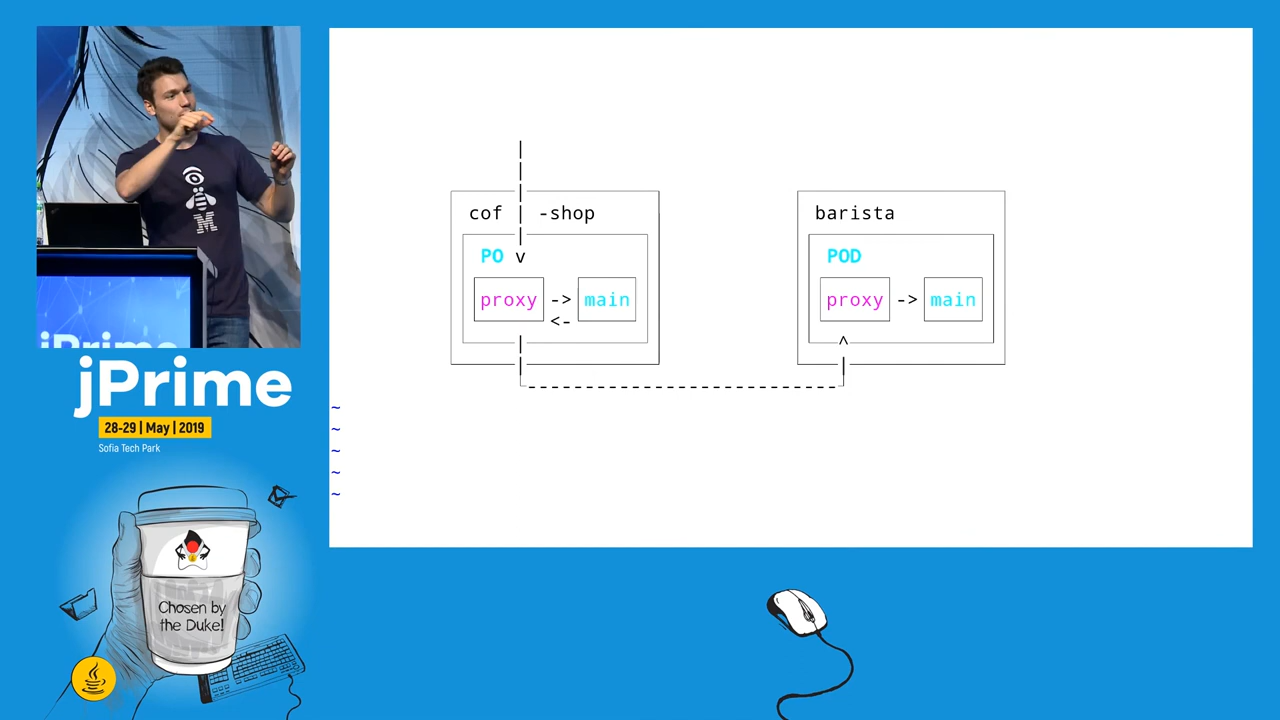 cof | -shop
PO v
proxy -> main
<-
barista
POD
proxy -> main
^
~
~
~
~
~
M
jPrime
jPrime
28-29 | May | 2019
Sofia Tech Park
Chosen by
the Duke!